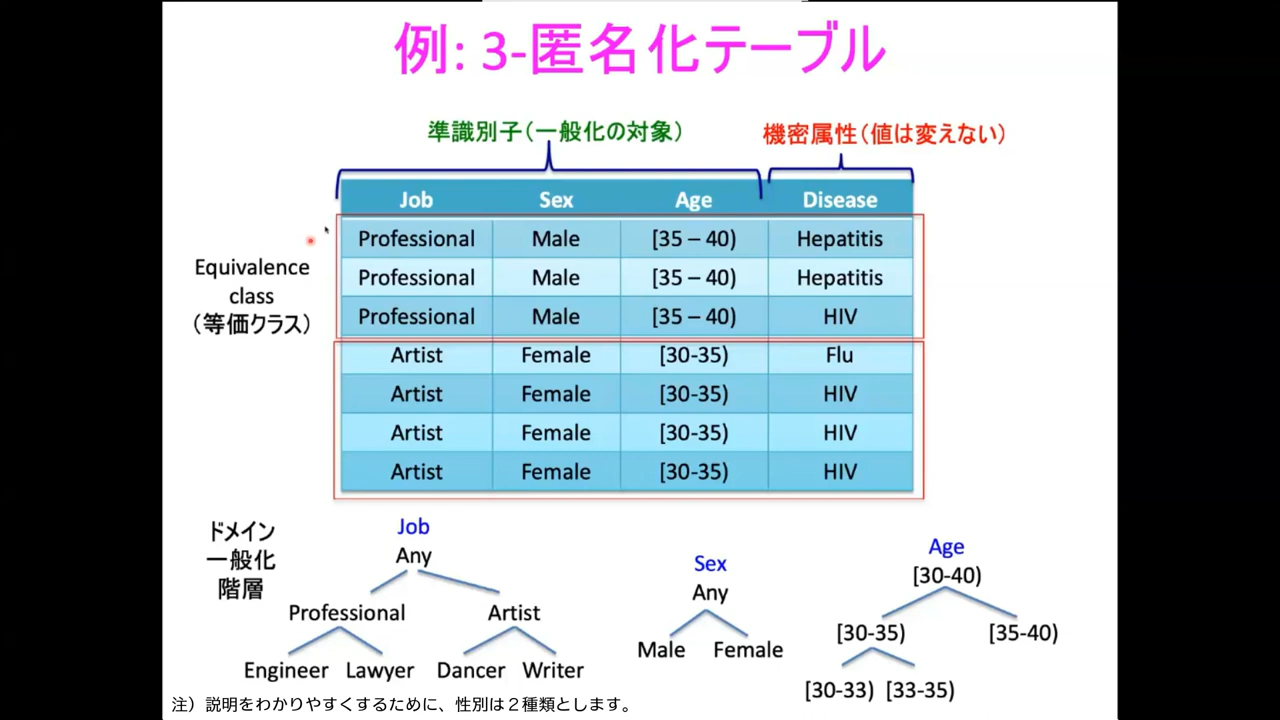 例: 3-匿名化テーブル
準識別子（一般化の対象）
機密属性（値は変えない）
Job Sex Age Disease
Professional Male [35 – 40) Hepatitis
Professional Male [35 – 40) Hepatitis
Professional Male [35 – 40) HIV
Artist Female [30-35) Flu
Artist Female [30-35) HIV
Artist Female [30-35) HIV
Artist Female [30-35) HIV
Equivalence
class
（等価クラス）
ドメイン
一般化
階層
Job
Any
Professional Artist
Engineer Lawyer Dancer Writer
Sex
Any
Male Female
Age
[30-40)
[30-35) [35-40)
[30-33) [33-35)
注）説明をわかりやすくするために、性別は２種類とします。